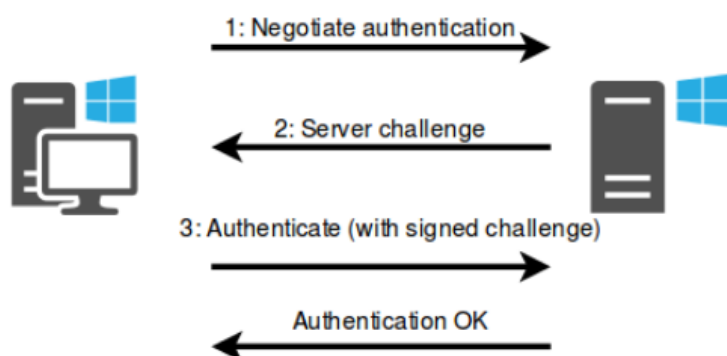 1: Negotiate authentication
2: Server challenge
3: Authenticate (with signed challenge)
Authentication OK